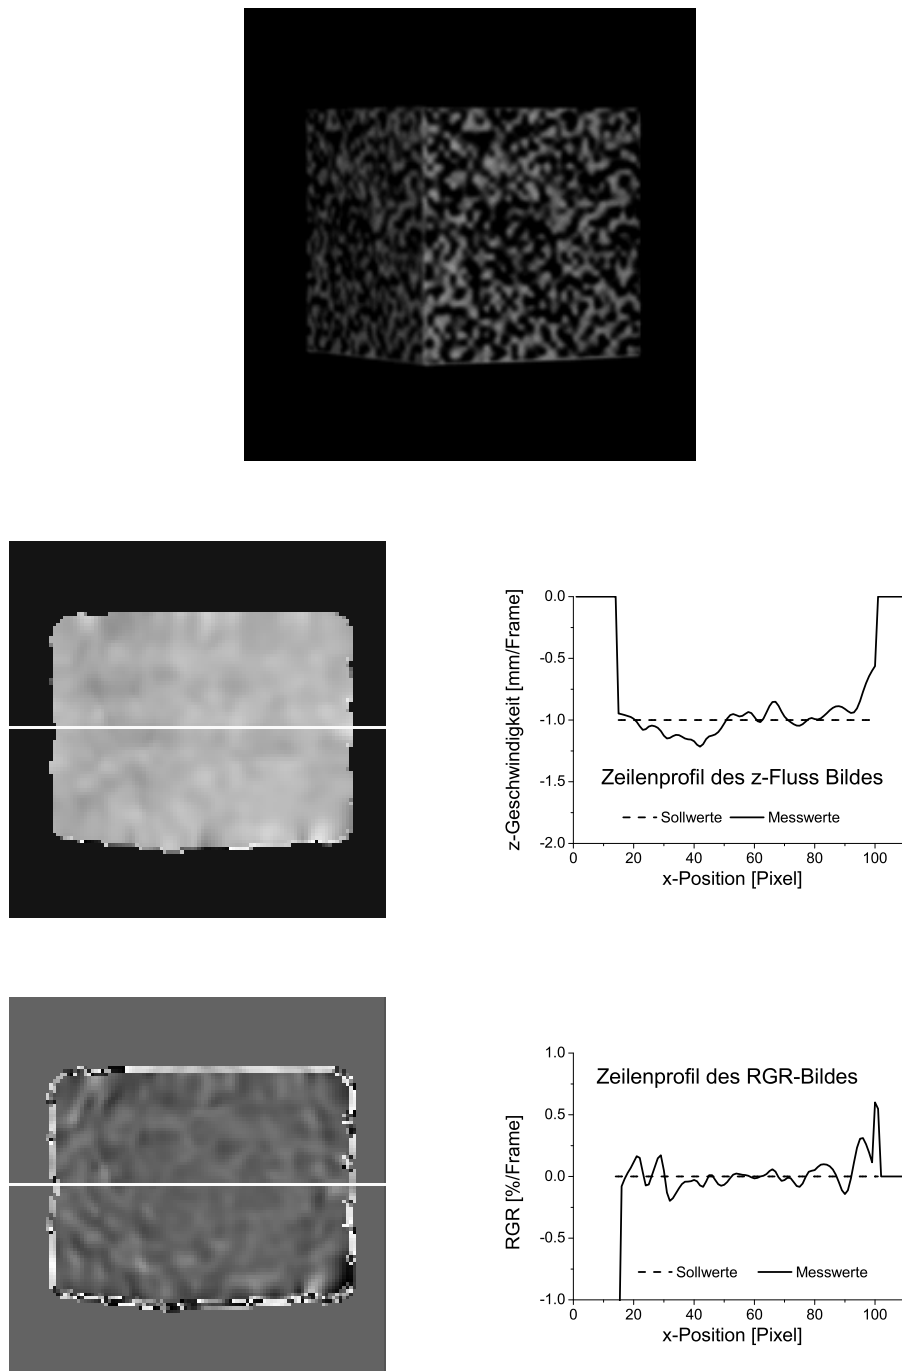 0.0
-0.5
-1.0
-1.5
-2.0
z-Geschwindigkeit [mm/Frame]
Zeilenprofil des z-Fluss Bildes
Sollwerte Messwerte
0 20 40 60 80 100
x-Position [Pixel]
1.0
0.5
0.0
-0.5
-1.0
RGR [%/Frame]
Zeilenprofil des RGR-Bildes
Sollwerte Messwerte
0 20 40 60 80 100
x-Position [Pixel]